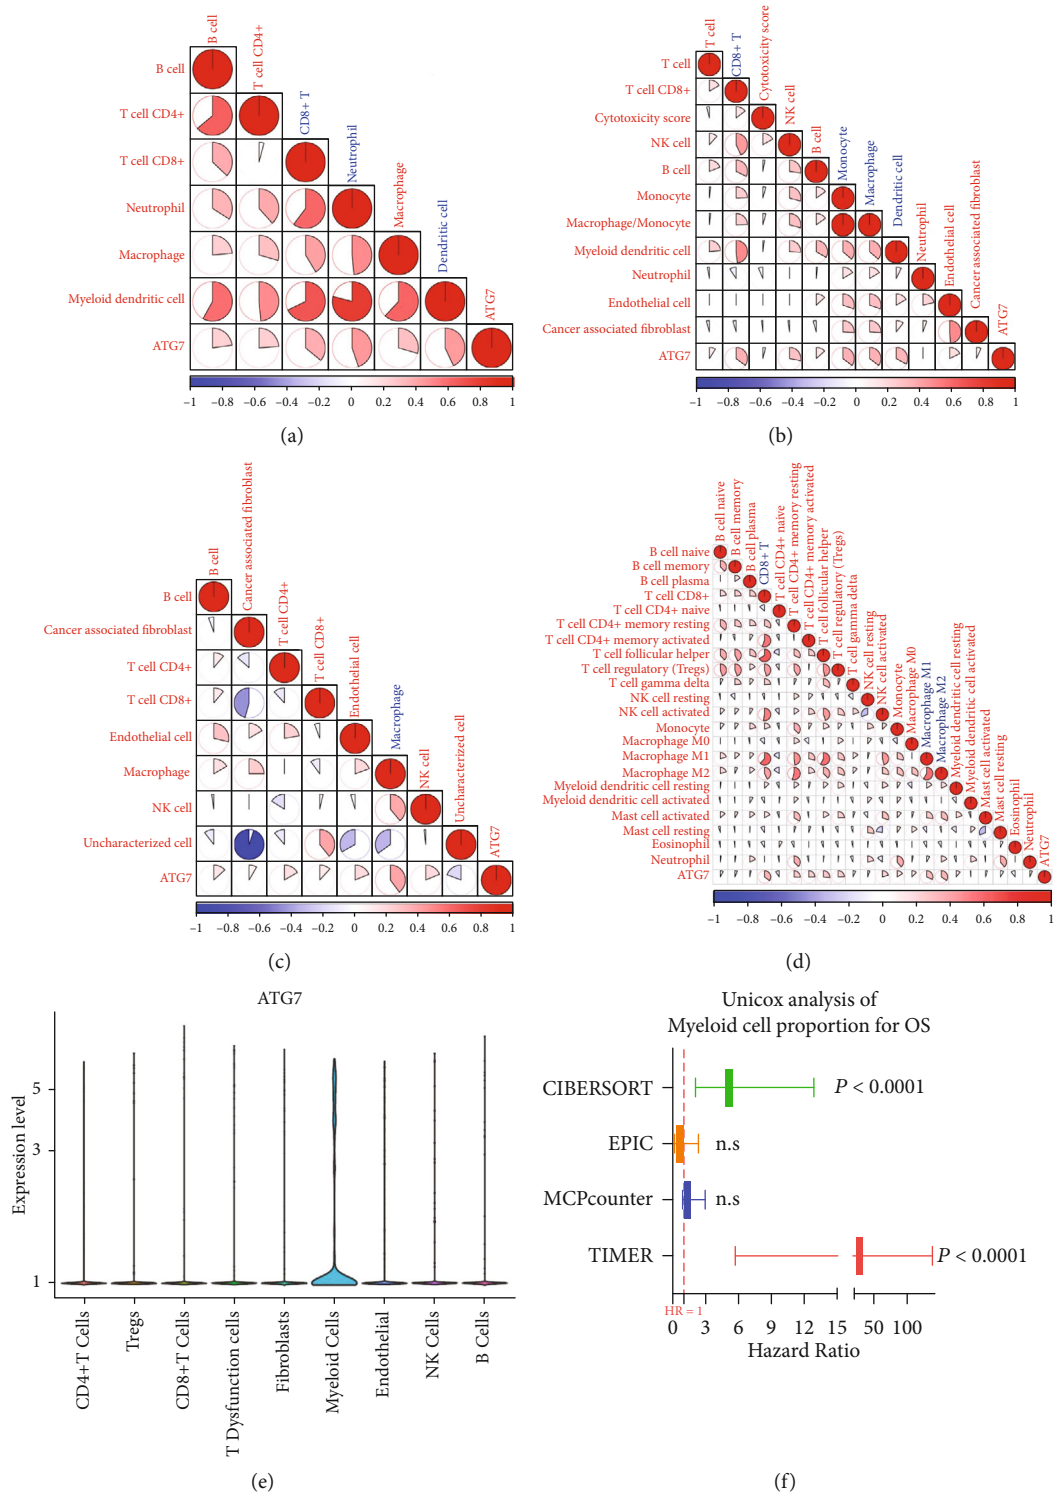 B cell
T cell CD4+
CD8+ T
Neutrophil
Macrophage
Dendritic cell
ATG7
B cell
T cell CD4+
T cell CD8+
Neutrophil
Macrophage
Myeloid dendritic cell
ATG7
−1 −0.8 −0.6 −0.4 −0.2 0 0.2 0.4 0.6 0.8 1
(a)
T cell
CD8+ T
Cytotoxicity score
NK cell
B cell
Monocyte
Macrophage
Dendritic cell
Neutrophil
Endothelial cell
Cancer associated fibroblast
ATG7
T cell
T cell CD8+
Cytotoxicity score
NK cell
B cell
Monocyte
Macrophage/Monocyte
Myeloid dendritic cell
Neutrophil
Endothelial cell
Cancer associated fibroblast
ATG7
−1 −0.8 −0.6 −0.4 −0.2 0 0.2 0.4 0.6 0.8 1
(b)
B cell
Cancer associated fibroblast
T cell CD4+
T cell CD8+
Endothelial cell
Macrophage
NK cell
Uncharacterized cell
ATG7
B cell
Cancer associated fibroblast
T cell CD4+
T cell CD8+
Endothelial cell
Macrophage
NK cell
Uncharacterized cell
ATG7
−1 −0.8 −0.6 −0.4 −0.2 0 0.2 0.4 0.6 0.8 1
(c)
B cell naive
B cell memory
B cell plasma
CD8+ T
T cell CD4+ naive
T cell CD4+ memory resting
T cell CD4+ memory activated
T cell follicular helper
T cell regulatory (Tregs)
T cell gamma delta
NK cell resting
NK cell activated
Monocyte
Macrophage M0
Macrophage M1
Macrophage M2
Myeloid dendritic cell resting
Myeloid dendritic cell activated
Mast cell activated
Mast cell resting
Eosinophil
Neutrophil
ATG7
B cell naive
B cell memory
B cell plasma
T cell CD8+
T cell CD4+ naive
T cell CD4+ memory resting
T cell CD4+ memory activated
T cell follicular helper
T cell regulatory (Tregs)
T cell gamma delta
NK cell resting
NK cell activated
Monocyte
Macrophage M0
Macrophage M1
Macrophage M2
Myeloid dendritic cell resting
Myeloid dendritic cell activated
Mast cell activated
Mast cell resting
Eosinophil
Neutrophil
ATG7
−1 −0.8 −0.6 −0.4 −0.2 0 0.2 0.4 0.6 0.8 1
(d)
ATG7
Expression level
5
3
1
CD4+T Cells
Tregs
CD8+T Cells
T Dysfunction cells
Fibroblasts
Myeloid Cells
Endothelial
NK Cells
B Cells
(e)
Unicox analysis of
Myeloid cell proportion for OS
CIBERSORT P < 0.0001
EPIC n.s
MCPcounter n.s
TIMER P < 0.0001
HR = 1
0 3 6 9 12 15 50 100
Hazard Ratio
(f)